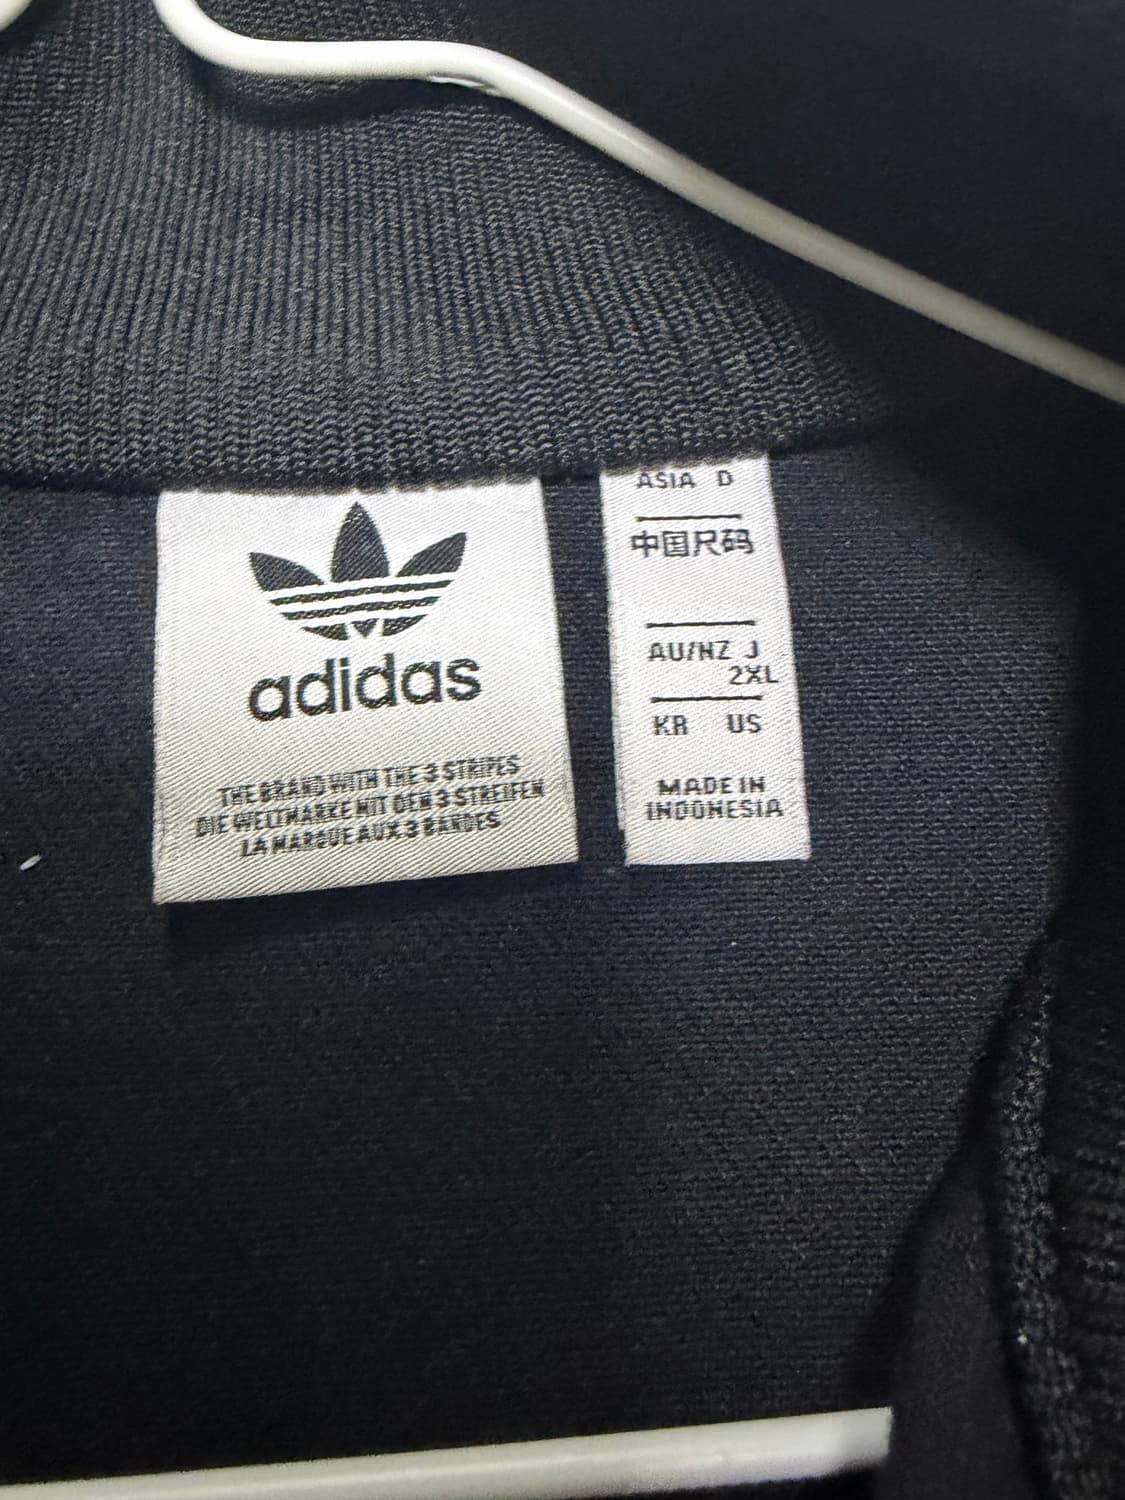 adidas
THE BRAND WITH THE 3 STRIPES
DIE WELTMARKE MIT DEN 3 STREIFEN
LA MARQUE AUX 3 BANDES
ASIA D
中国尺码
AU/NZ J
2XL
KR US
MADE IN
INDONESIA